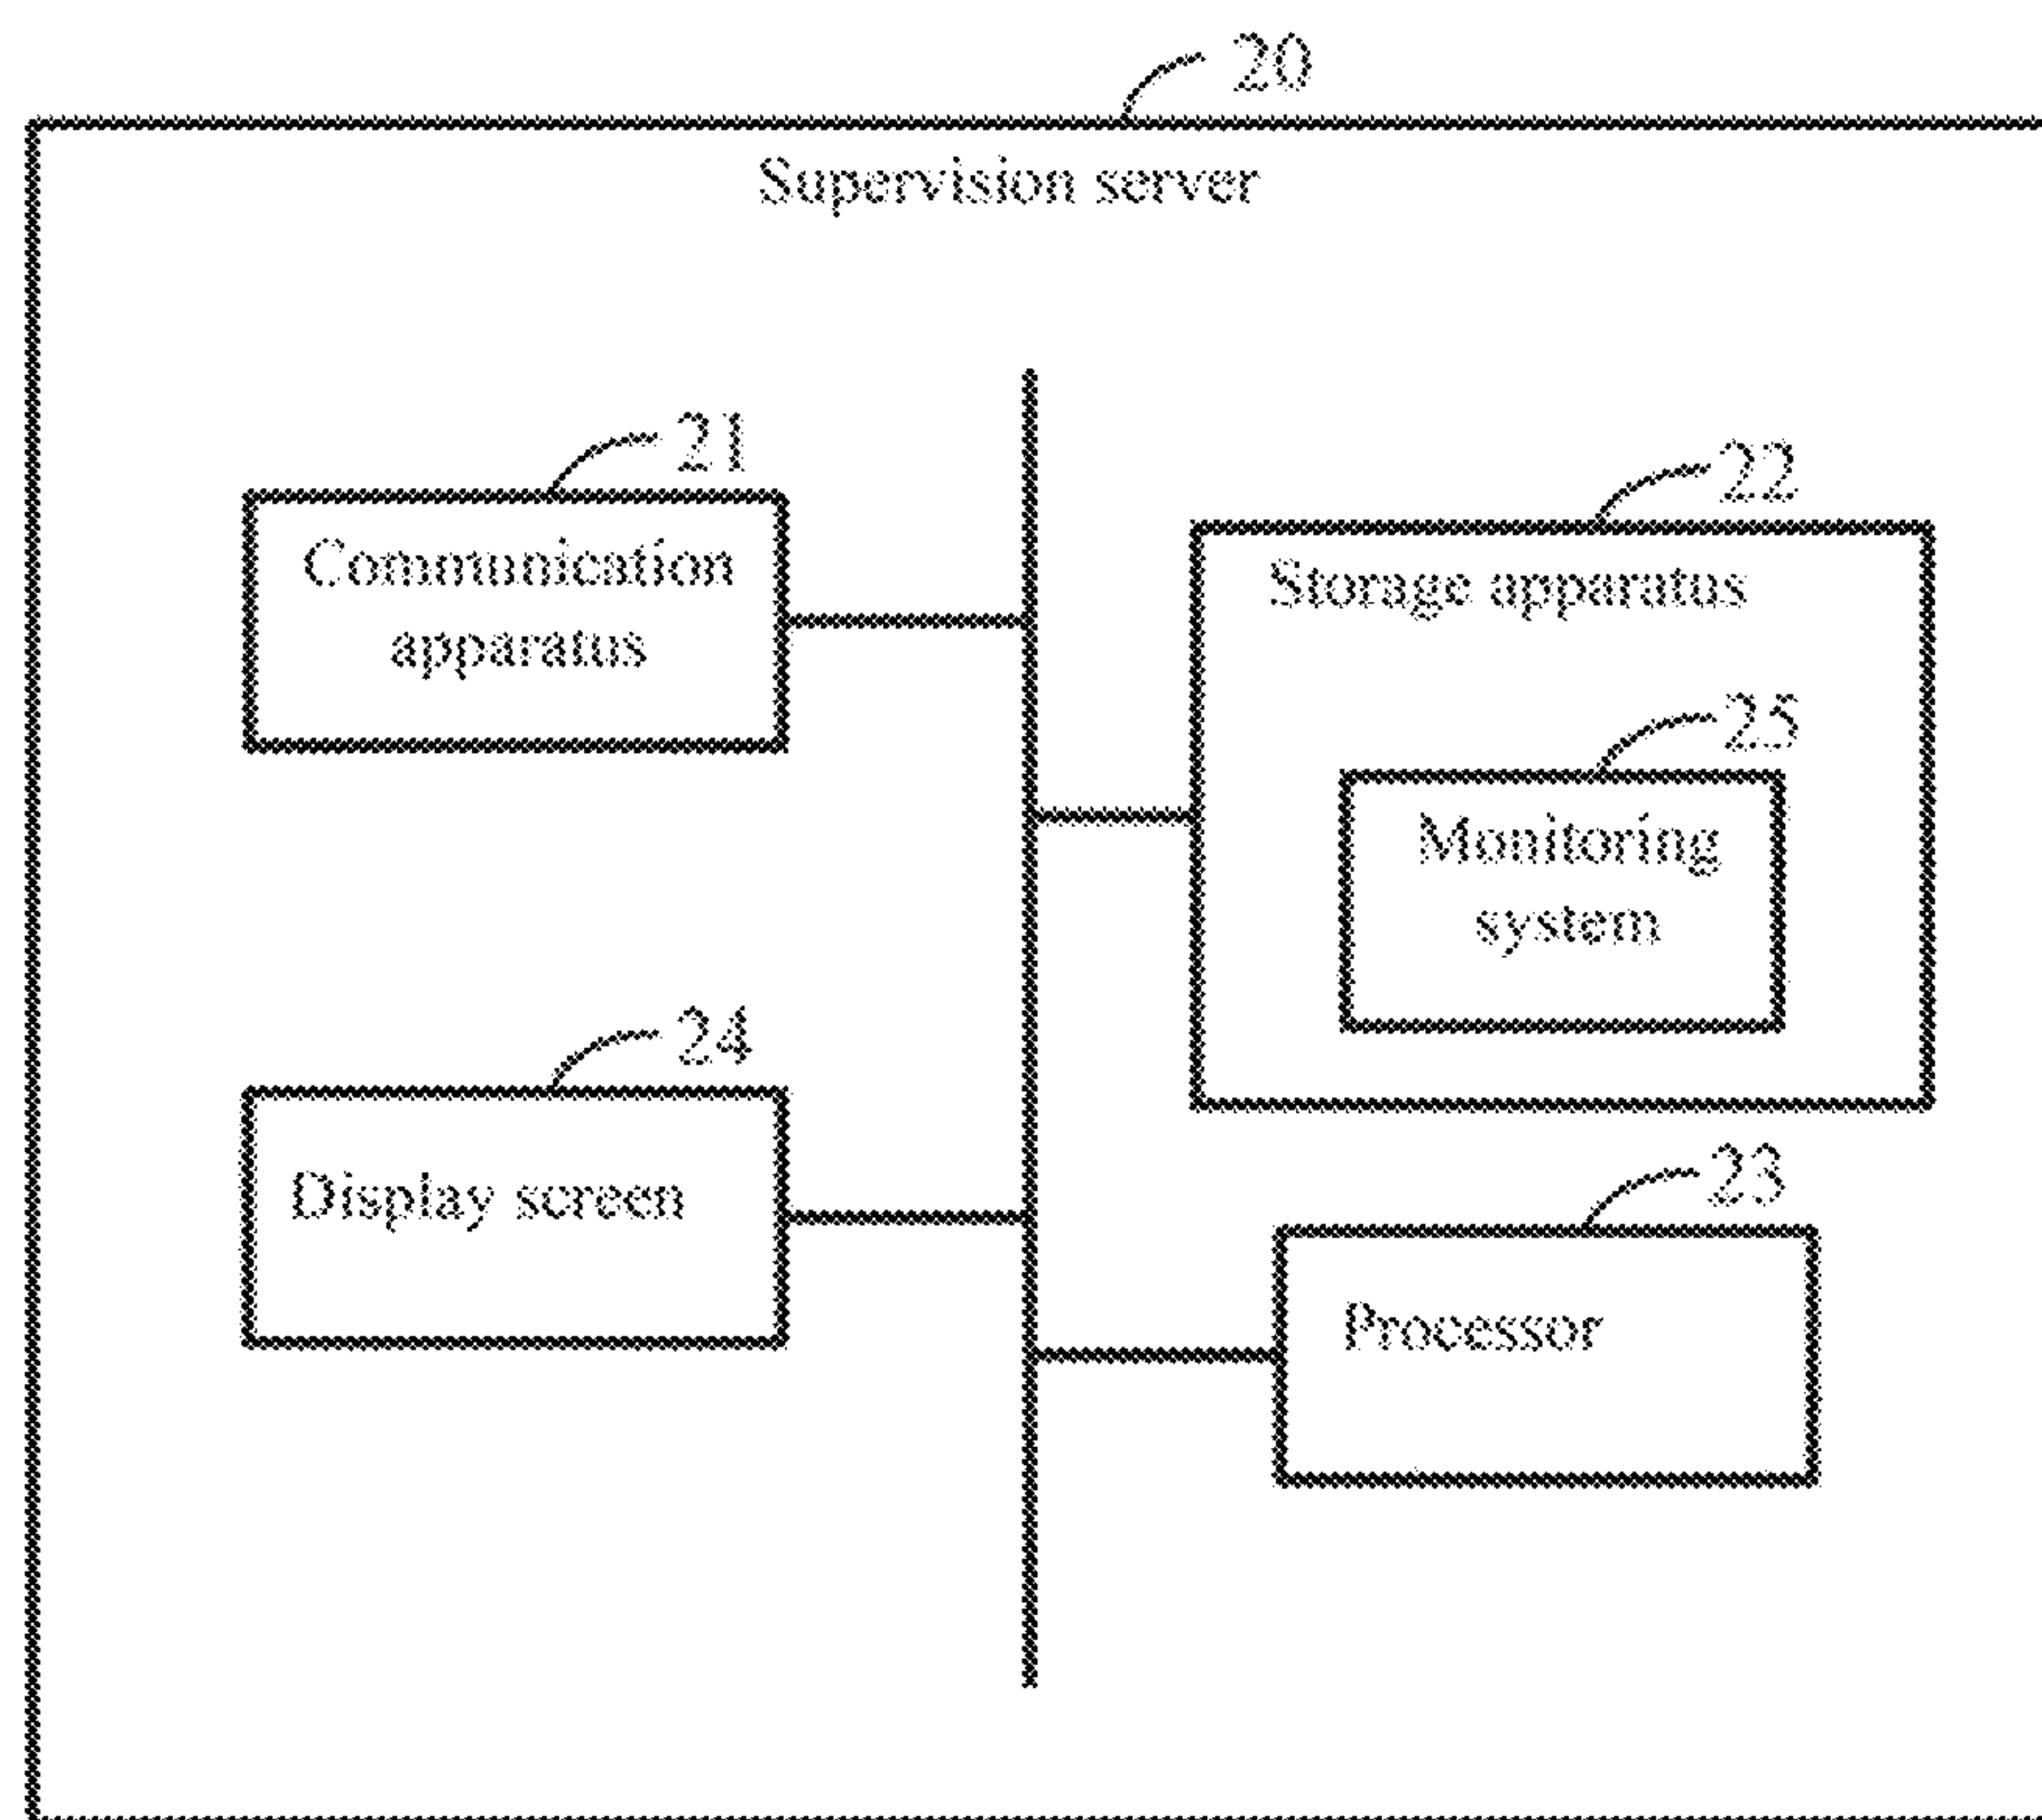 20
Supervision server
21
Communication
apparatus
22
Storage apparatus
25
Monitoring
system
24
Display screen
23
Processor